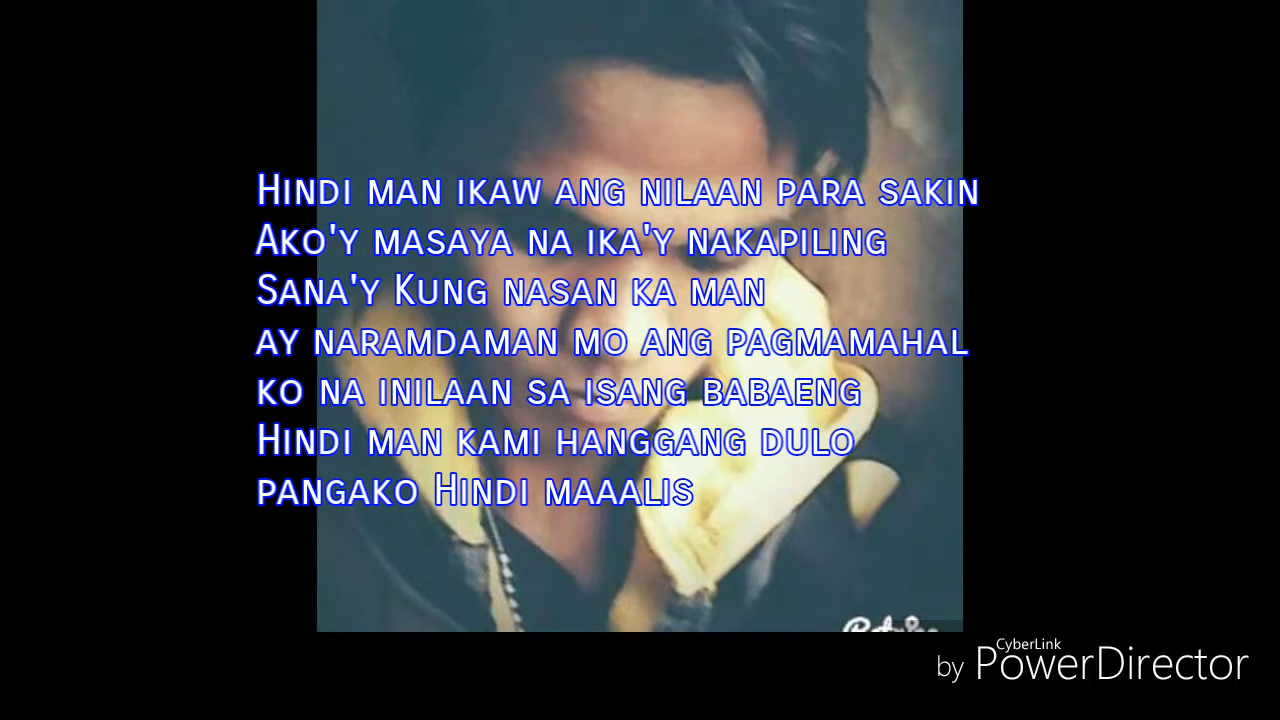 Hindi man ikaw ang nilaan para sakin
Ako'y masaya na ika'y nakapiling
Sana'y Kung nasan ka man
ay naramdaman mo ang pagmamahal
ko na inilaan sa isang babaeng
Hindi man kami hanggang dulo
pangako Hindi maaalis
CyberLink
by PowerDirector